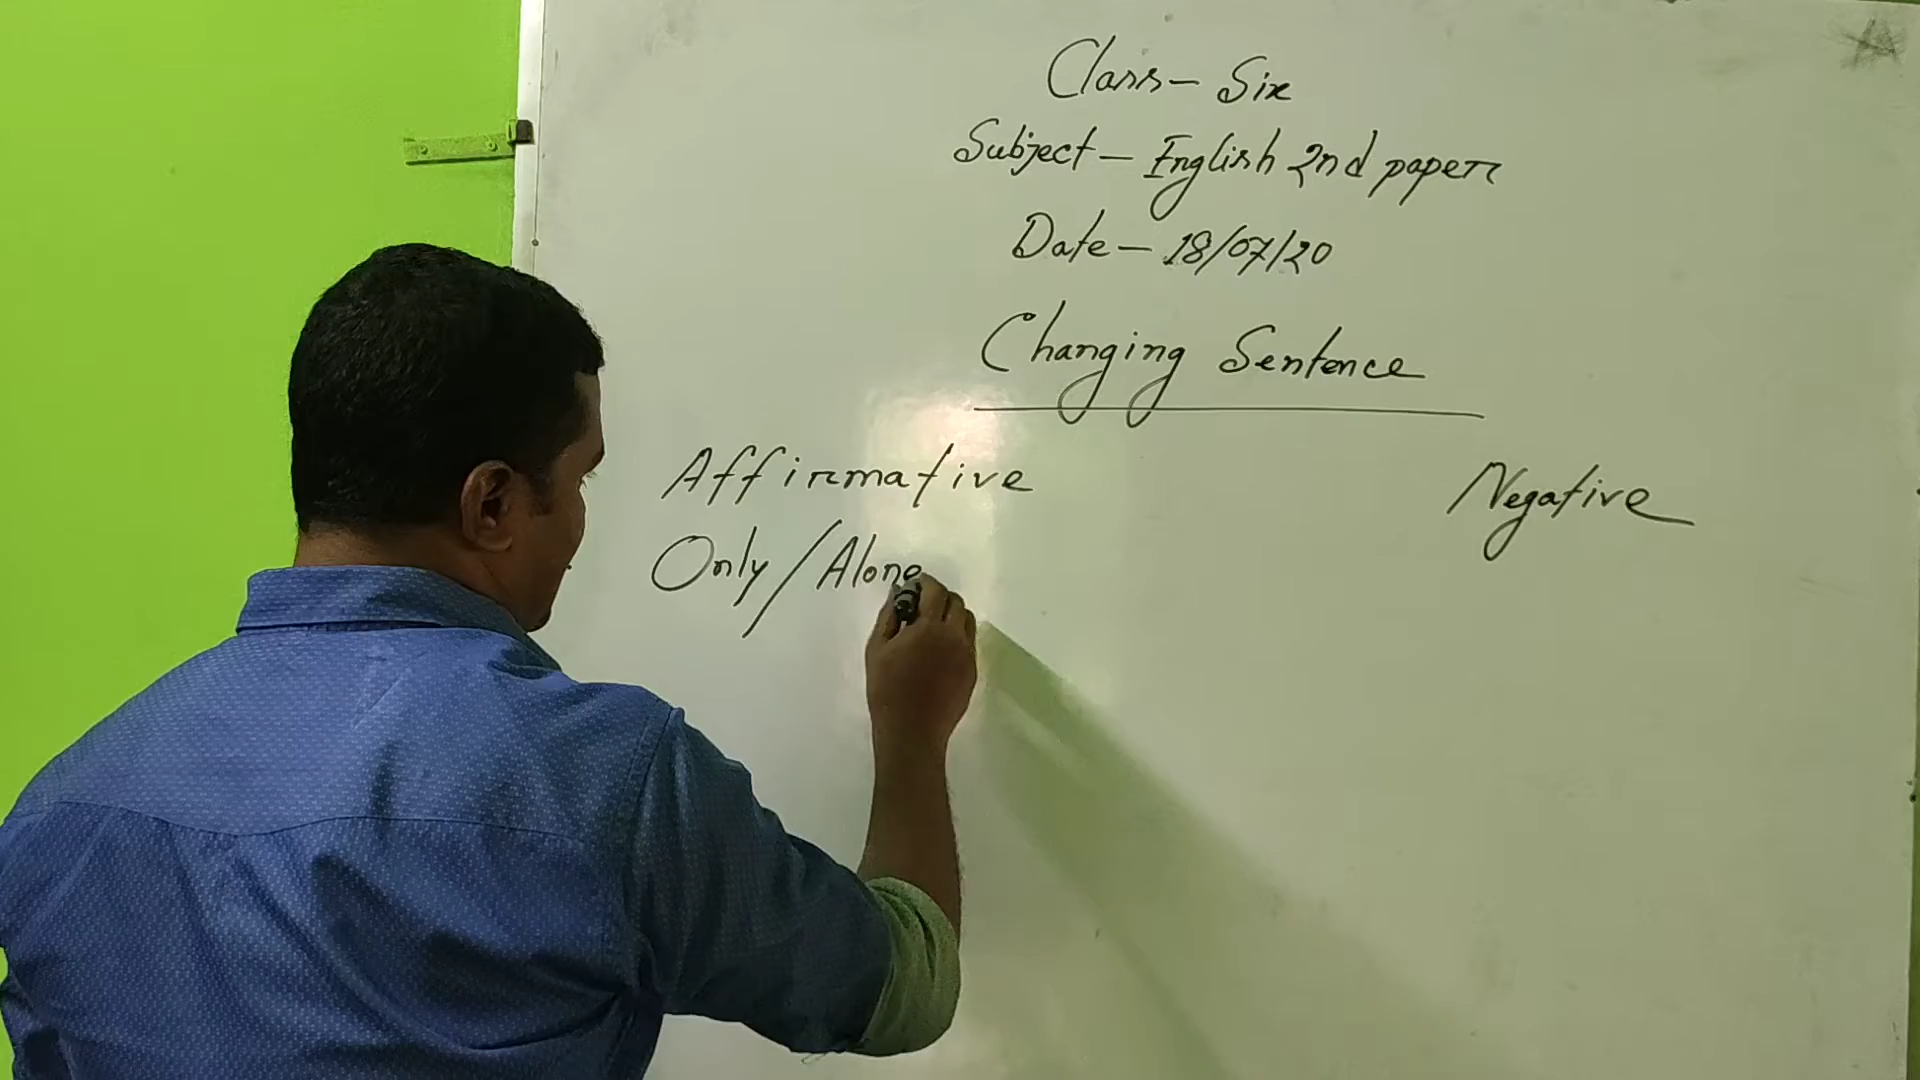 Class - Six
Subject - English 2nd paper
Date - 18/07/20
Changing Sentence
Affirmative Negative
Only/Alone